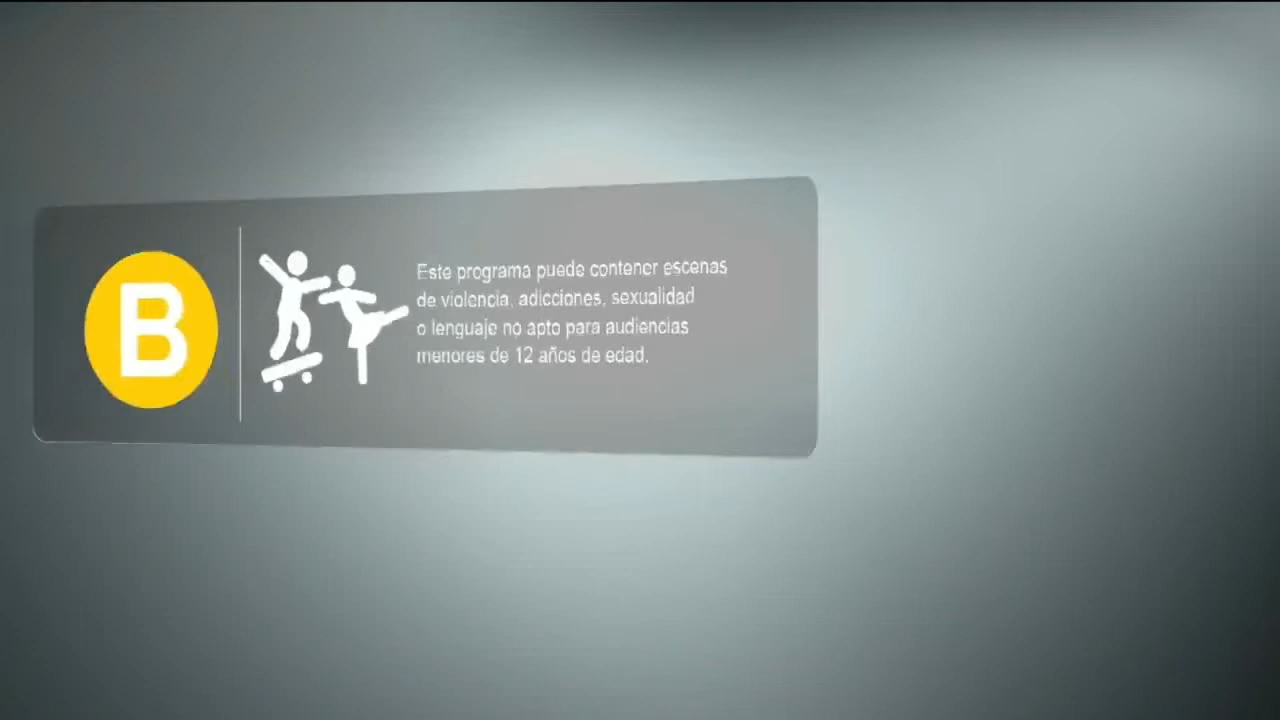 B
Este programa puede contener escenas
de violencia, adicciones, sexualidad
o lenguaje no apto para audiencias
menores de 12 años de edad.